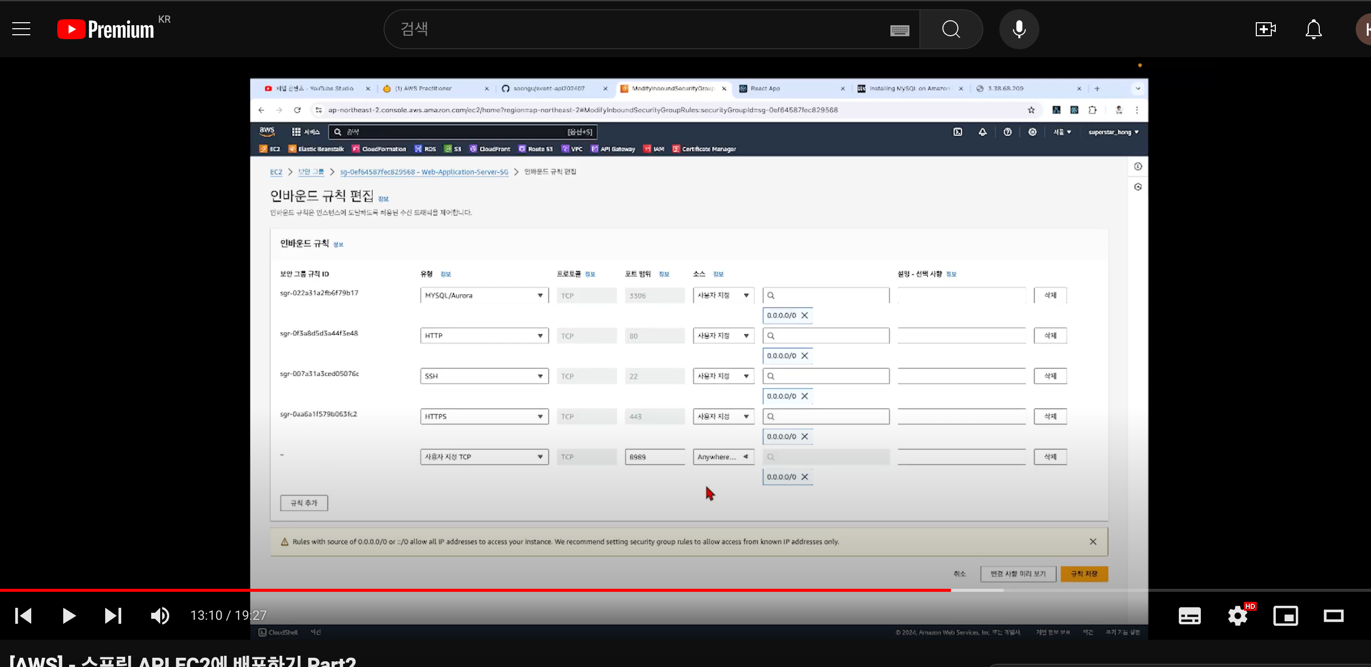 Premium KR
검색
(1) AWS Practitioner
ModifyInboundSecurityGroup
React App
Installing MySQL on Amazon
3.38.68.209
ap-northeast-2.console.aws.amazon.com/ec2/home?region=ap-northeast-2#ModifyInboundSecurityGroupRules:securityGroupId=sg-0ef64587fec829568
aws 서비스 검색 [옵션+S] 서울 superstar_hong
EC2 Elastic Beanstalk CloudFormation RDS S3 CloudFront Route 53 VPC API Gateway IAM Certificate Manager
EC2 > 보안 그룹 > sg-0ef64587fec829568 - Web-Application-Server-SG > 인바운드 규칙 편집
인바운드 규칙 편집 정보
인바운드 규칙은 인스턴스에 도달하도록 허용된 수신 트래픽을 제어합니다.
인바운드 규칙 정보
보안 그룹 규칙 ID 유형 정보 프로토콜 정보 포트 범위 정보 소스 정보 설명 - 선택 사항 정보
sgr-022a31a2fb6f79b17 MYSQL/Aurora TCP 3306 사용자 지정 삭제
0.0.0.0/0
sgr-0f3a8d5d3a44f3e48 HTTP TCP 80 사용자 지정 삭제
0.0.0.0/0
sgr-007a31a3ced05076c SSH TCP 22 사용자 지정 삭제
0.0.0.0/0
sgr-0aa6a1f579b063fc2 HTTPS TCP 443 사용자 지정 삭제
0.0.0.0/0
– 사용자 지정 TCP TCP 8989 Anywhere... 삭제
0.0.0.0/0
규칙 추가
Rules with source of 0.0.0.0/0 or ::/0 allow all IP addresses to access your instance. We recommend setting security group rules to allow access from known IP addresses only.
취소 변경 사항 미리 보기 규칙 저장
13:10 / 19:27
HD
CloudShell 의견
© 2024, Amazon Web Services, Inc. 또는 계열사. 개인 정보 보호 약관 쿠키 기본 설정
[AWS] - 스프링 API EC2에 배포하기 Part2